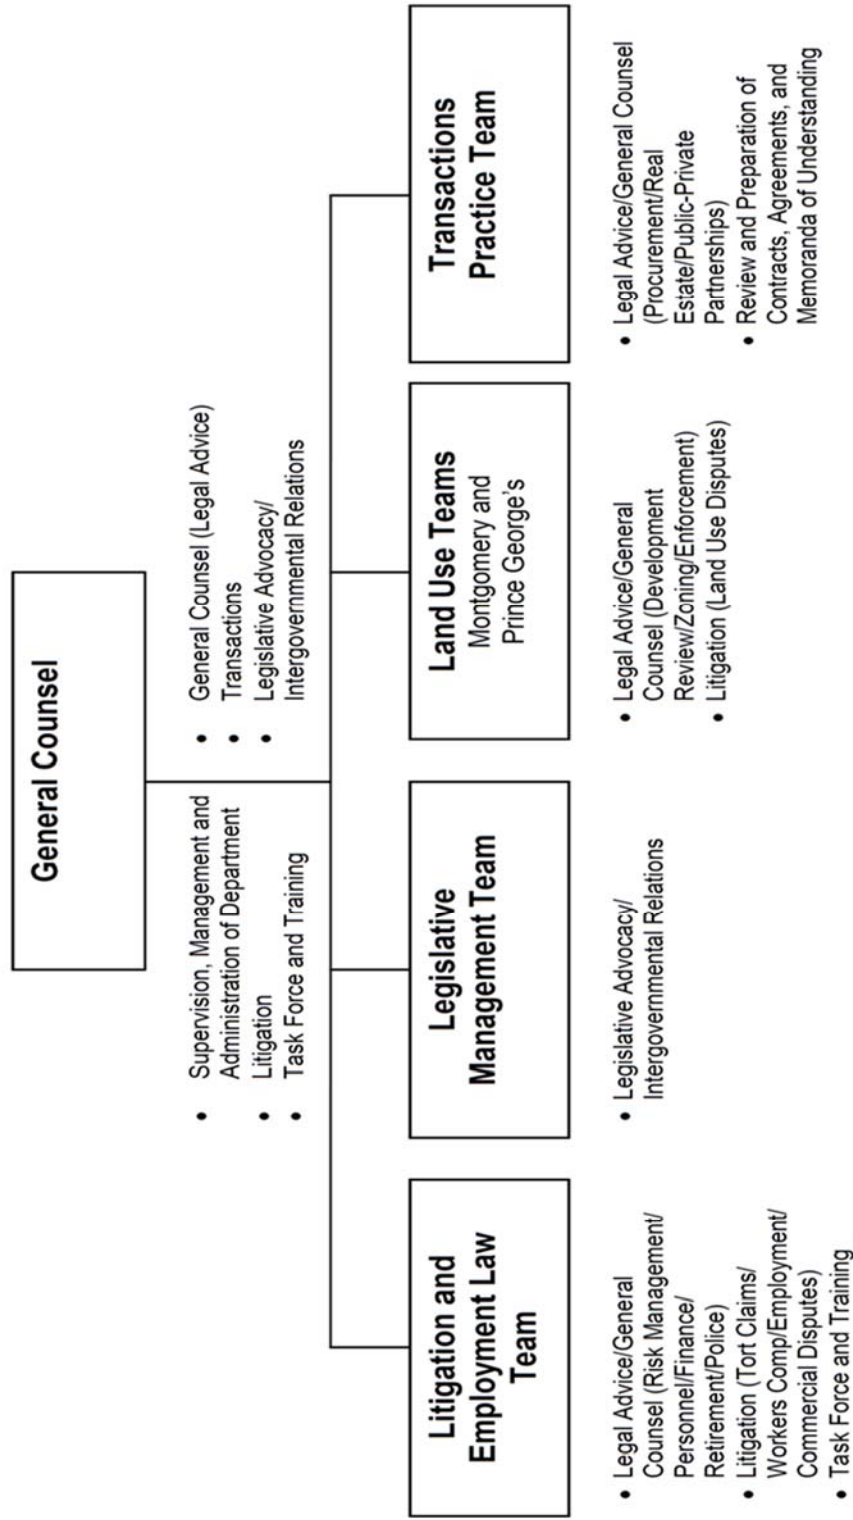 General Counsel
• Supervision, Management and
Administration of Department
• Litigation
• Task Force and Training
• General Counsel (Legal Advice)
• Transactions
• Legislative Advocacy/
Intergovernmental Relations
Litigation and
Employment Law
Team
• Legal Advice/General
Counsel (Risk Management/
Personnel/Finance/
Retirement/Police)
• Litigation (Tort Claims/
Workers Comp/Employment/
Commercial Disputes)
• Task Force and Training
Legislative
Management Team
• Legislative Advocacy/
Intergovernmental Relations
Land Use Teams
Montgomery and
Prince George's
• Legal Advice/General
Counsel (Development
Review/Zoning/Enforcement)
• Litigation (Land Use Disputes)
Transactions
Practice Team
• Legal Advice/General Counsel
(Procurement/Real
Estate/Public-Private
Partnerships)
• Review and Preparation of
Contracts, Agreements, and
Memoranda of Understanding